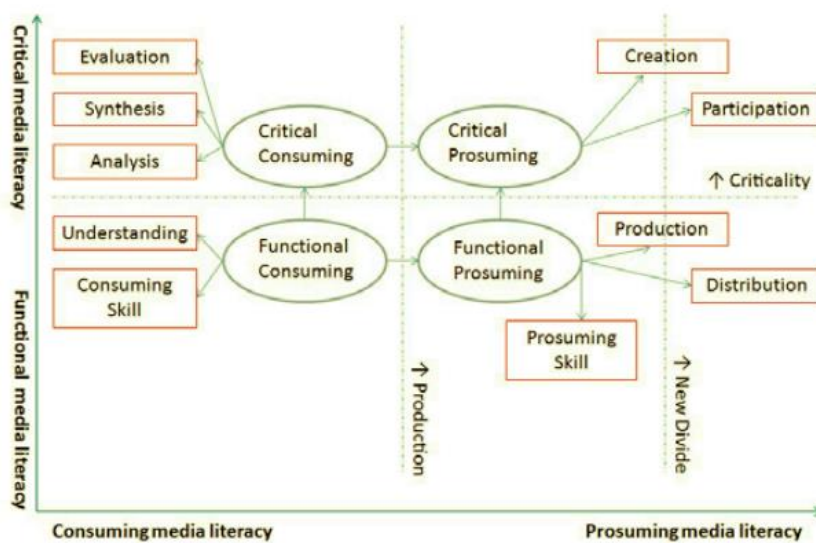 Critical media literacy
Functional media literacy
Evaluation
Synthesis
Analysis
Understanding
Consuming
Skill
Critical
Consuming
Functional
Consuming
Critical
Prosuming
Functional
Prosuming
Creation
Participation
↑ Criticality
Production
Distribution
Prosuming
Skill
↑ Production
↑ New Divide
Consuming media literacy
Prosuming media literacy